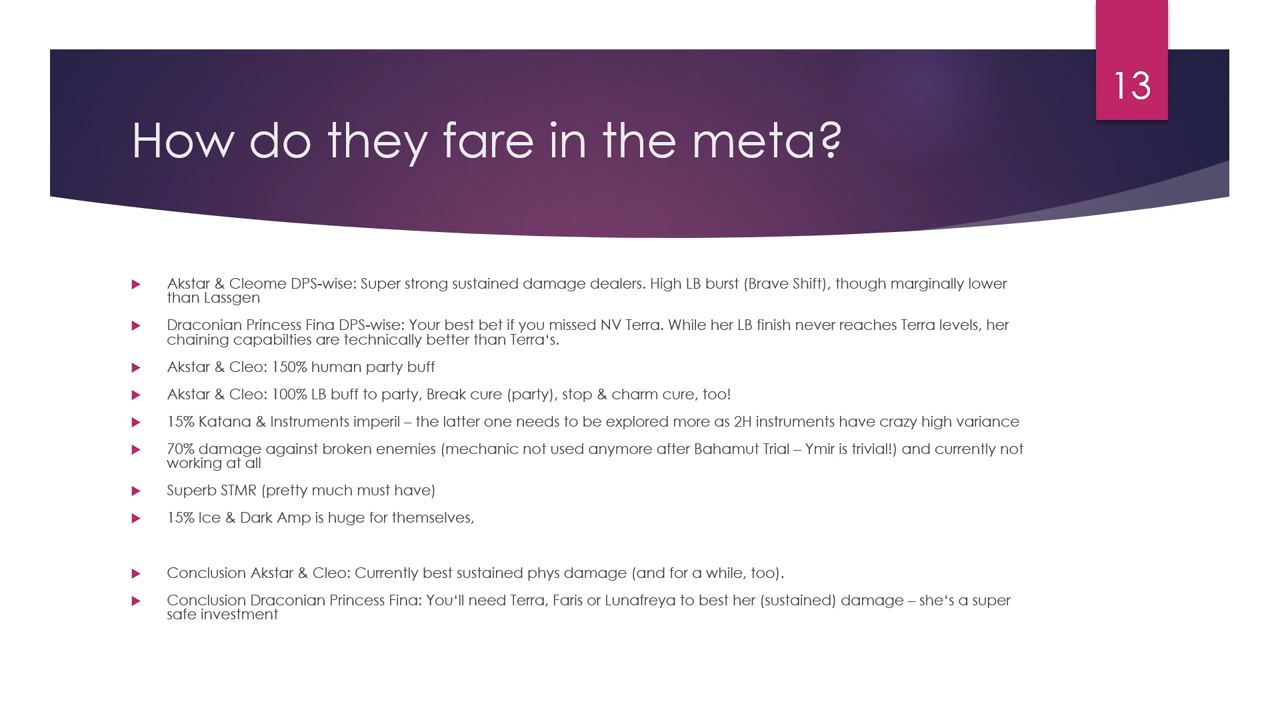 13
How do they fare in the meta?
Akstar & Cleome DPS-wise: Super strong sustained damage dealers. High LB burst (Brave Shift), though marginally lower
than Lassgen
Draconian Princess Fina DPS-wise: Your best bet if you missed NV Terra. While her LB finish never reaches Terra levels, her
chaining capabilties are technically better than Terra‘s.
Akstar & Cleo: 150% human party buff
Akstar & Cleo: 100% LB buff to party, Break cure (party), stop & charm cure, too!
15% Katana & Instruments imperil – the latter one needs to be explored more as 2H instruments have crazy high variance
70% damage against broken enemies (mechanic not used anymore after Bahamut Trial – Ymir is trivial!) and currently not
working at all
Superb STMR (pretty much must have)
15% Ice & Dark Amp is huge for themselves,
Conclusion Akstar & Cleo: Currently best sustained phys damage (and for a while, too).
Conclusion Draconian Princess Fina: You‘ll need Terra, Faris or Lunafreya to best her (sustained) damage – she‘s a super
safe investment